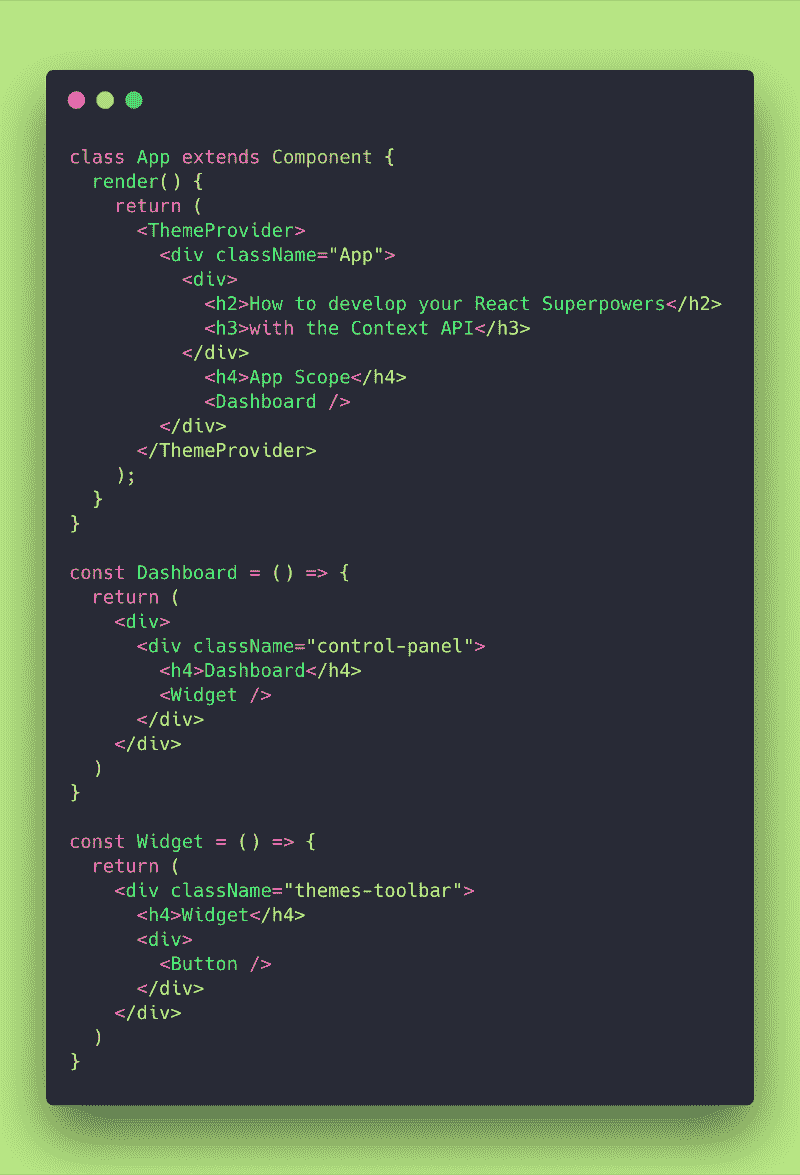 class App extends Component {
  render() {
    return (
      <ThemeProvider>
        <div className="App">
          <div>
            <h2>How to develop your React Superpowers</h2>
            <h3>with the Context API</h3>
          </div>
            <h4>App Scope</h4>
            <Dashboard />
        </div>
      </ThemeProvider>
    );
  }
}

const Dashboard = () => {
  return (
    <div>
      <div className="control-panel">
        <h4>Dashboard</h4>
        <Widget />
      </div>
    </div>
  )
}

const Widget = () => {
  return (
    <div className="themes-toolbar">
      <h4>Widget</h4>
      <div>
        <Button />
      </div>
    </div>
  )
}